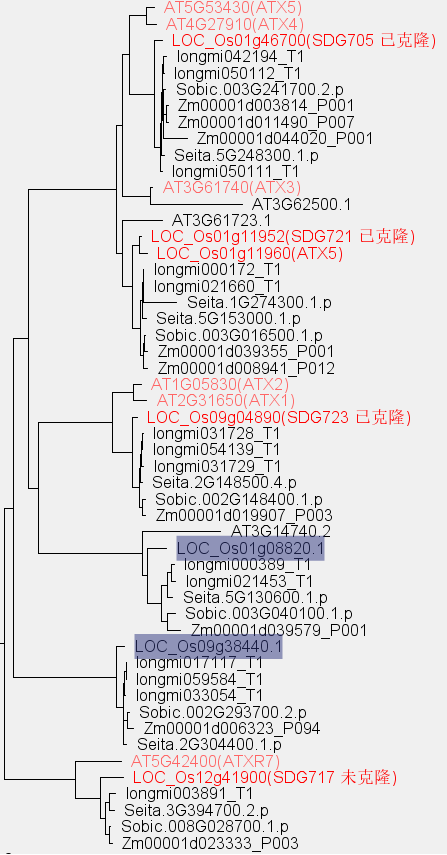 AT5G53430(ATX5)
AT4G27910(ATX4)
LOC_Os01g46700(SDG705 已克隆)
longmi042194_T1
longmi050112_T1
Sobic.003G241700.2.p
Zm00001d003814_P001
Zm00001d011490_P007
Zm00001d044020_P001
Seita.5G248300.1.p
longmi050111_T1
AT3G61740(ATX3)
AT3G62500.1
AT3G61723.1
LOC_Os01g11952(SDG721 已克隆)
LOC_Os01g11960(ATX5)
longmi000172_T1
longmi021660_T1
Seita.1G274300.1.p
Seita.5G153000.1.p
Sobic.003G016500.1.p
Zm00001d039355_P001
Zm00001d008941_P012
AT1G05830(ATX2)
AT2G31650(ATX1)
LOC_Os09g04890(SDG723 已克隆)
longmi031728_T1
longmi054139_T1
longmi031729_T1
Seita.2G148500.4.p
Sobic.002G148400.1.p
Zm00001d019907_P003
AT3G14740.2
LOC_Os01g08820.1
longmi000389_T1
longmi021453_T1
Seita.5G130600.1.p
Sobic.003G040100.1.p
Zm00001d039579_P001
LOC_Os09g38440.1
longmi017117_T1
longmi059584_T1
longmi033054_T1
Sobic.002G293700.2.p
Zm00001d006323_P094
Seita.2G304400.1.p
AT5G42400(ATXR7)
LOC_Os12g41900(SDG717 未克隆)
longmi003891_T1
Seita.3G394700.2.p
Sobic.008G028700.1.p
Zm00001d023333_P003